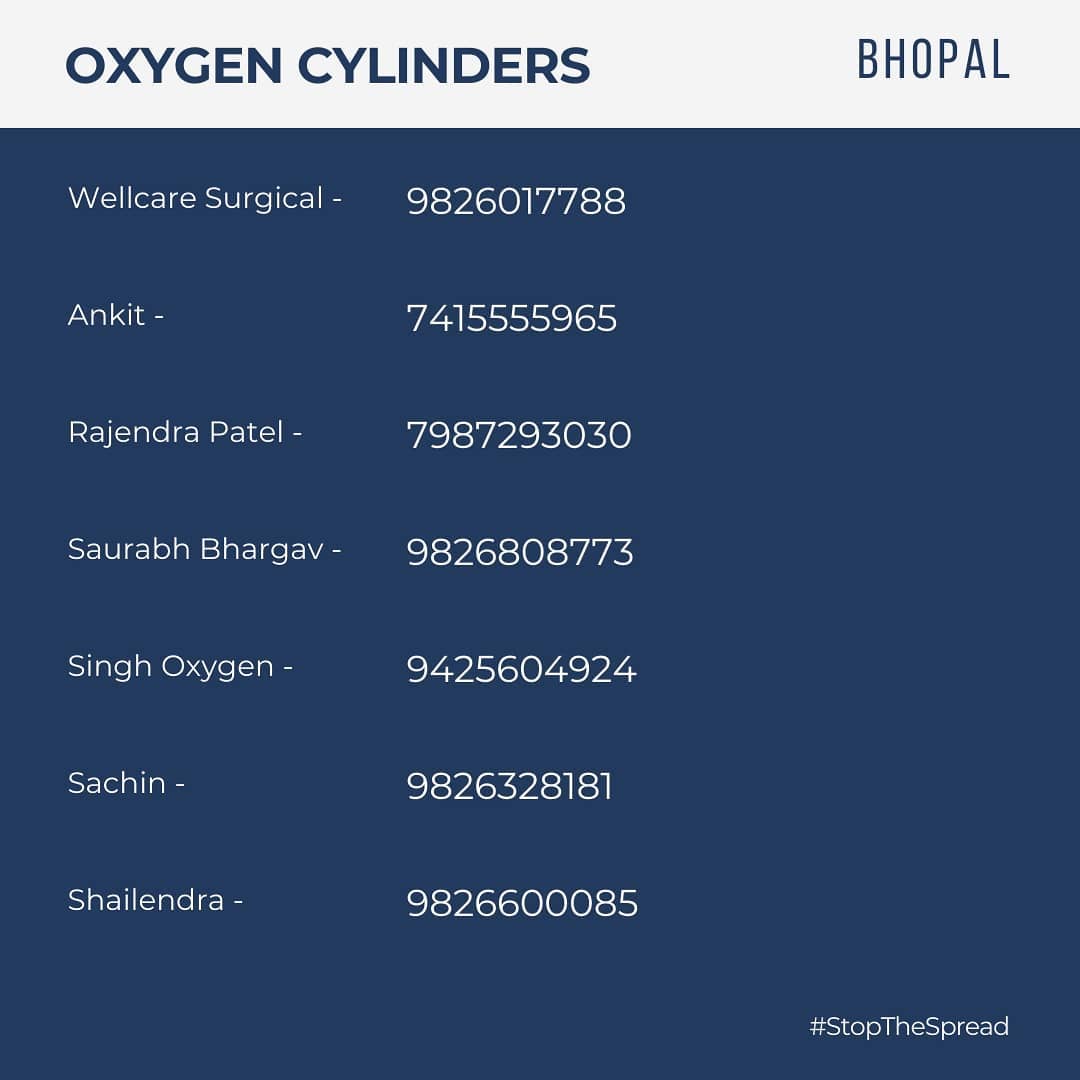 OXYGEN CYLINDERS
BHOPAL
Wellcare Surgical - 9826017788
Ankit - 7415555965
Rajendra Patel - 7987293030
Saurabh Bhargav - 9826808773
Singh Oxygen - 9425604924
Sachin - 9826328181
Shailendra - 9826600085
#StopTheSpread